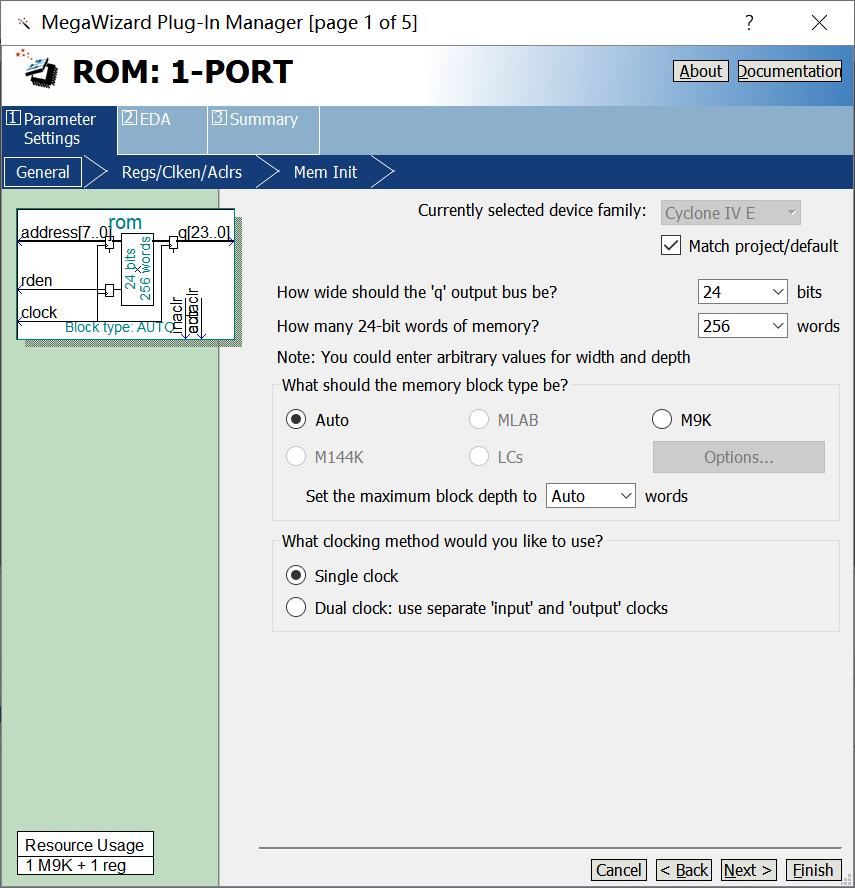 MegaWizard Plug-In Manager [page 1 of 5]
?
ROM: 1-PORT
About
Documentation
1 Parameter Settings
2 EDA
3 Summary
General
Regs/Clken/Aclrs
Mem Init
rom
address[7..0]
q[23..0]
24 bits
256 words
rden
clock
Block type: AUTO
inaclr
Currently selected device family:
Cyclone IV E
Match project/default
How wide should the 'q' output bus be?
24
bits
How many 24-bit words of memory?
256
words
Note: You could enter arbitrary values for width and depth
What should the memory block type be?
Auto
MLAB
M9K
M144K
LCs
Options...
Set the maximum block depth to
Auto
words
What clocking method would you like to use?
Single clock
Dual clock: use separate 'input' and 'output' clocks
Resource Usage
1 M9K + 1 reg
Cancel
< Back
Next >
Finish